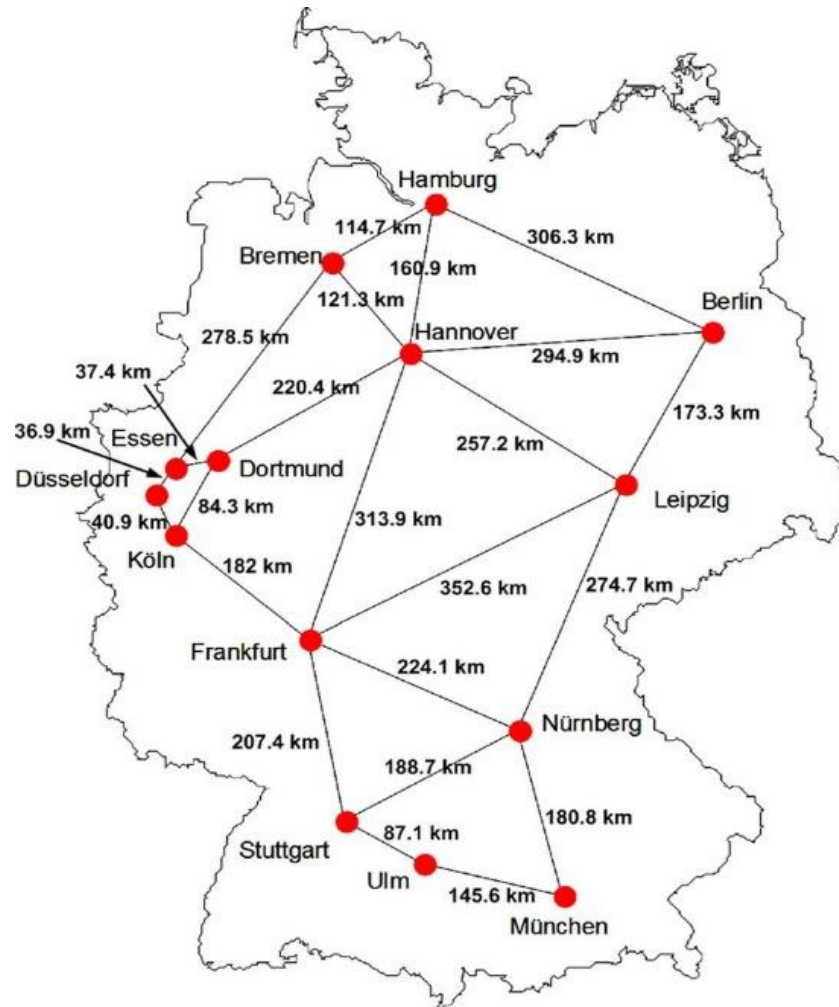 Hamburg
114.7 km
306.3 km
Bremen
160.9 km
121.3 km
Berlin
Hannover
278.5 km
294.9 km
37.4 km
220.4 km
173.3 km
36.9 km
Essen
257.2 km
Düsseldorf
Dortmund
Leipzig
84.3 km
40.9 km
313.9 km
Köln
182 km
352.6 km
274.7 km
Frankfurt
224.1 km
Nürnberg
207.4 km
188.7 km
180.8 km
Stuttgart
87.1 km
Ulm
145.6 km
München